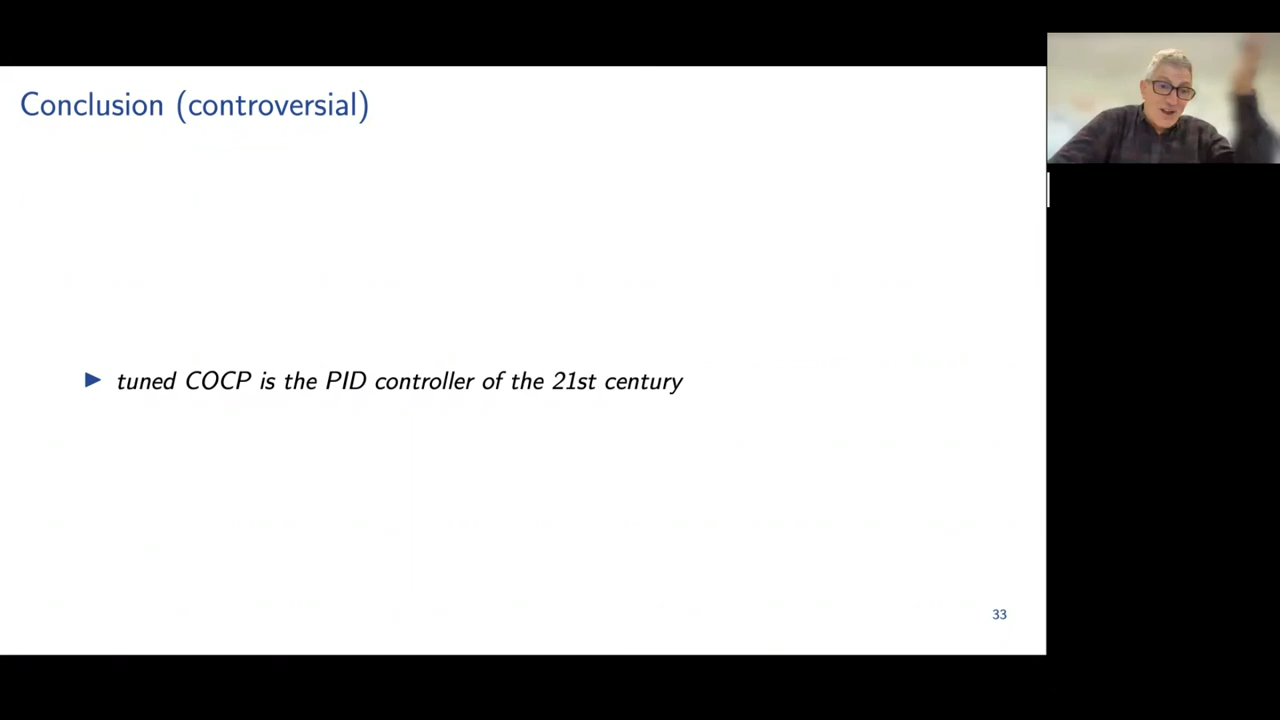 Conclusion (controversial)
▶ tuned COCP is the PID controller of the 21st century
33